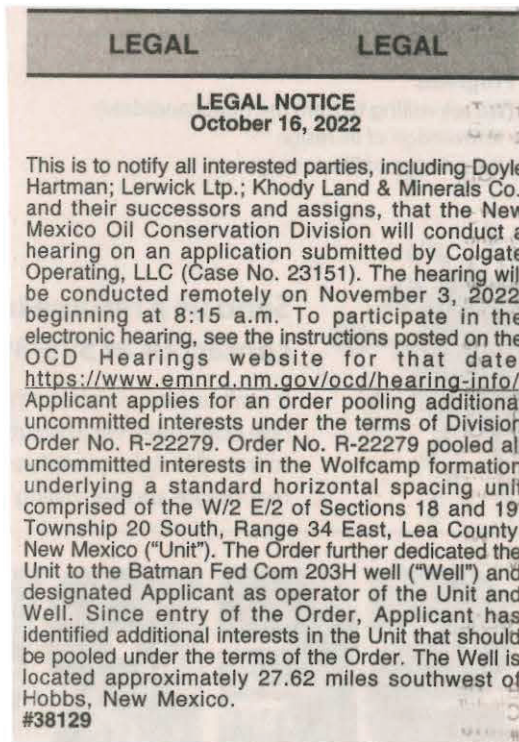 LEGAL LEGAL
LEGAL NOTICE
October 16, 2022
This is to notify all interested parties, including Doyle
Hartman; Lerwick Ltp.; Khody Land & Minerals Co.
and their successors and assigns, that the New
Mexico Oil Conservation Division will conduct a
hearing on an application submitted by Colgate
Operating, LLC (Case No. 23151). The hearing will
be conducted remotely on November 3, 2022
beginning at 8:15 a.m. To participate in the
electronic hearing, see the instructions posted on the
OCD Hearings website for that date
https://www.emnrd.nm.gov/ocd/hearing-info/
Applicant applies for an order pooling additional
uncommitted interests under the terms of Division
Order No. R-22279. Order No. R-22279 pooled all
uncommitted interests in the Wolfcamp formation
underlying a standard horizontal spacing unit
comprised of the W/2 E/2 of Sections 18 and 19
Township 20 South, Range 34 East, Lea County
New Mexico ("Unit"). The Order further dedicated the
Unit to the Batman Fed Com 203H well ("Well") and
designated Applicant as operator of the Unit and
Well. Since entry of the Order, Applicant has
identified additional interests in the Unit that should
be pooled under the terms of the Order. The Well is
located approximately 27.62 miles southwest of
Hobbs, New Mexico.
#38129